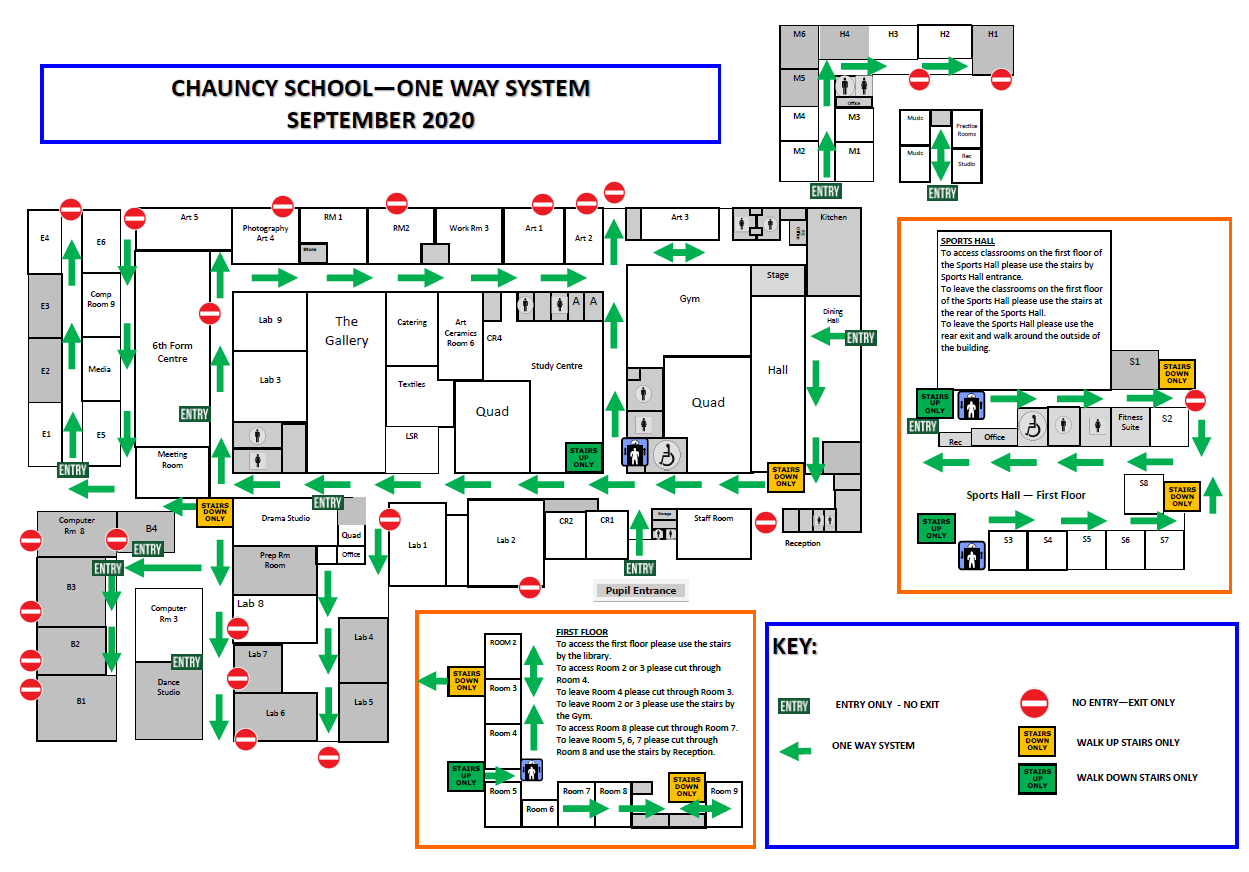 CHAUNCY SCHOOL—ONE WAY SYSTEM
SEPTEMBER 2020
M6
H4
H3
H2
H1
M5
Office
M4
M3
M2
M1
ENTRY
Music
Music
Practice
Rooms
Rec
Studio
ENTRY
E4
E3
E2
E1
ENTRY
E6
Comp
Room 9
Media
E5
Art 5
6th Form
Centre
ENTRY
Meeting
Room
Photography
Art 4
RM 1
Store
RM2
Work Rm 3
Art 1
Art 2
Art 3
PE
Office
Kitchen
Lab 9
Lab 3
The
Gallery
Catering
Textiles
LSR
Art
Ceramics
Room 6
CR4
A
A
Study Centre
Quad
STAIRS
UP
ONLY
Gym
Quad
Stage
Hall
Dining
Hall
ENTRY
STAIRS
DOWN
ONLY
STAIRS
DOWN
ONLY
ENTRY
Drama Studio
Quad
Office
Computer
Rm 8
B4
ENTRY
ENTRY
B3
B2
B1
Computer
Rm 3
ENTRY
Dance
Studio
Prep Rm
Room
Lab 8
Lab 7
Lab 6
Lab 4
Lab 5
Lab 1
Lab 2
CR2
CR1
Staff Room
Reception
ENTRY
Pupil Entrance
SPORTS HALL
To access classrooms on the first floor of
the Sports Hall please use the stairs by
Sports Hall entrance.
To leave the classrooms on the first floor
of the Sports Hall please use the stairs at
the rear of the Sports Hall.
To leave the Sports Hall please use the
rear exit and walk around the outside of
the building.
S1
STAIRS
DOWN
ONLY
STAIRS
UP
ONLY
ENTRY
Rec
Office
Fitness
Suite
S2
Sports Hall — First Floor
S8
STAIRS
DOWN
ONLY
STAIRS
UP
ONLY
S3
S4
S5
S6
S7
FIRST FLOOR
To access the first floor please use the stairs
by the library.
To access Room 2 or 3 please cut through
Room 4.
To leave Room 4 please cut through Room 3.
To leave Room 2 or 3 please use the stairs by
the Gym.
To access Room 8 please cut through Room 7.
To leave Room 5, 6, 7 please cut through
Room 8 and use the stairs by Reception.
ROOM 2
STAIRS
DOWN
ONLY
Room 3
Room 4
STAIRS
UP
ONLY
Room 5
Room 6
Room 7
Room 8
STAIRS
DOWN
ONLY
Room 9
KEY:
ENTRY
ENTRY ONLY - NO EXIT
NO ENTRY—EXIT ONLY
ONE WAY SYSTEM
STAIRS
DOWN
ONLY
WALK UP STAIRS ONLY
STAIRS
UP
ONLY
WALK DOWN STAIRS ONLY